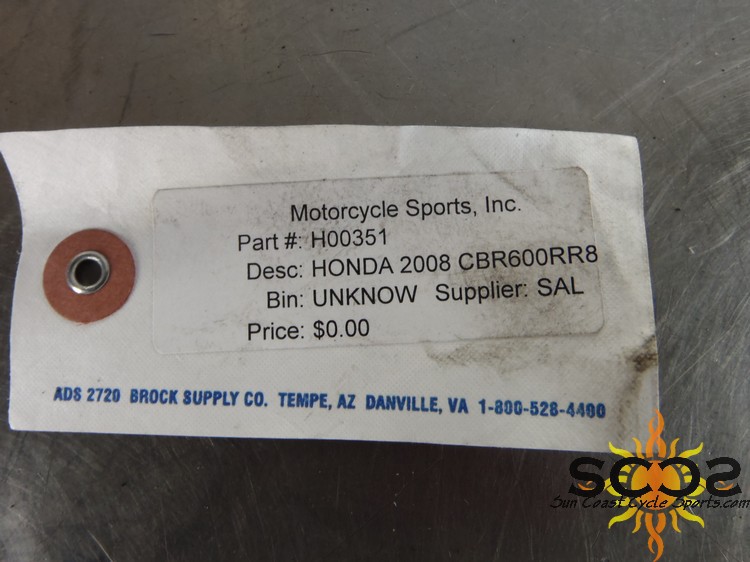 Motorcycle Sports, Inc.
Part #: H00351
Desc: HONDA 2008 CBR600RR8
Bin: UNKNOW Supplier: SAL
Price: $0.00
ADS 2720 BROCK SUPPLY CO. TEMPE, AZ DANVILLE, VA 1-800-528-4400
SCCS
Sun Coast Cycle Sports.com